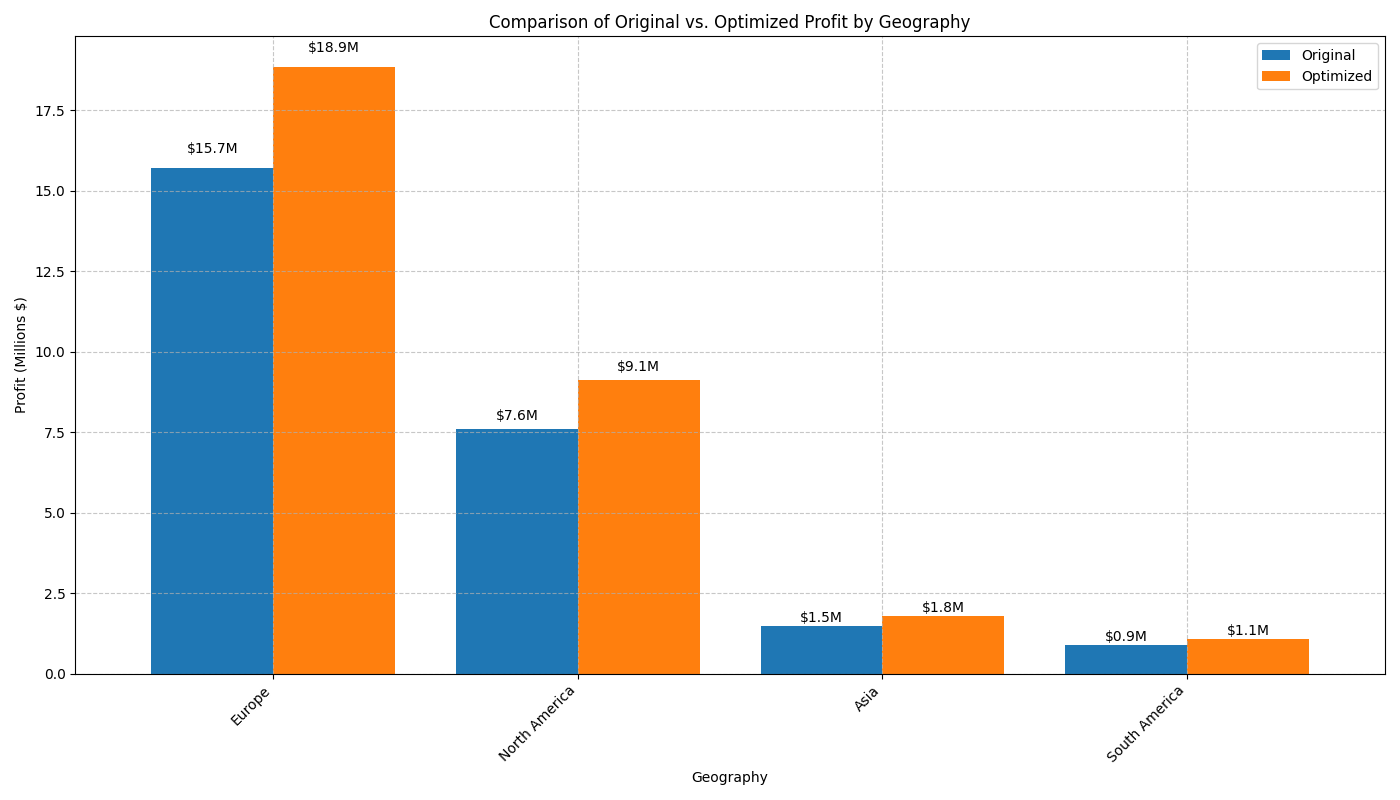 Comparison of Original vs. Optimized Profit by Geography
Original
Optimized
$18.9M
$15.7M
$9.1M
$7.6M
$1.5M
$1.8M
$0.9M
$1.1M
Profit (Millions $)
17.5
15.0
12.5
10.0
7.5
5.0
2.5
0.0
Europe
North America
Asia
South America
Geography